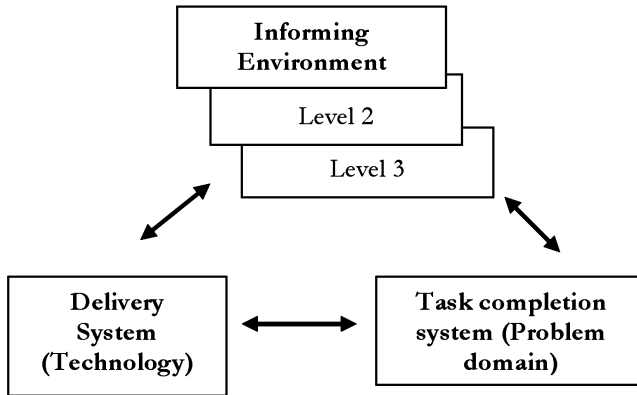 Informing
Environment
Level 2
Level 3
Delivery
System
(Technology)
Task completion
system (Problem
domain)